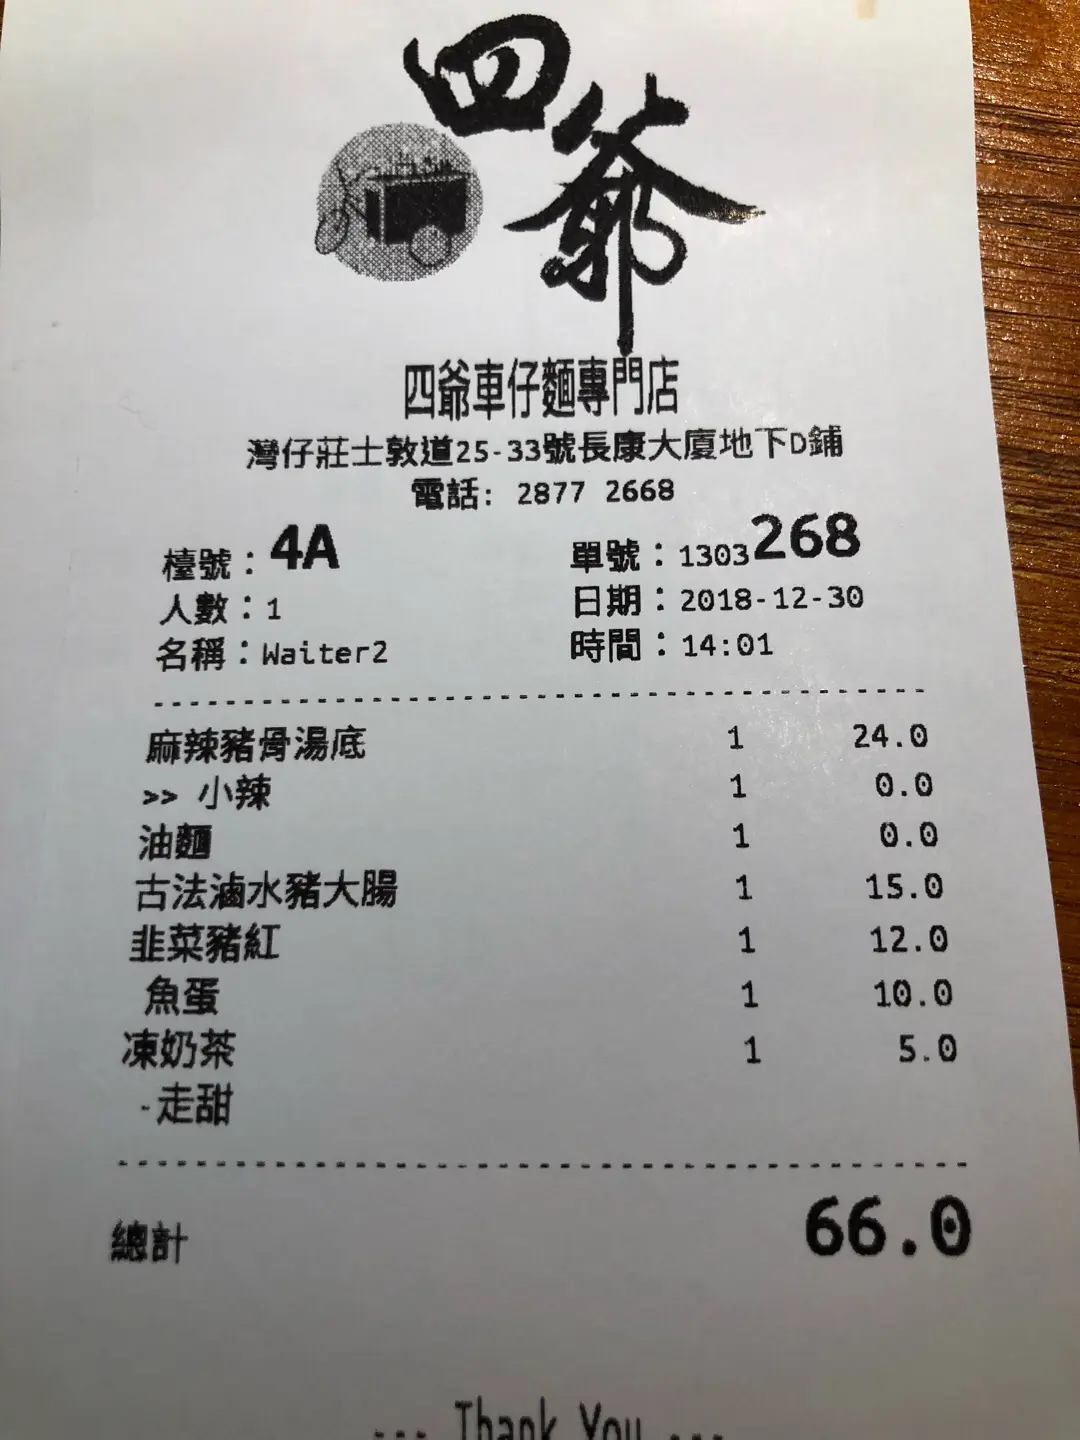 四爺
四爺車仔麵專門店
灣仔莊士敦道25-33號長康大廈地下D鋪
電話: 2877 2668
檯號：4A 單號：1303268
人數：1 日期：2018-12-30
名稱：Waiter2 時間：14:01
麻辣豬骨湯底 1 24.0
>> 小辣 1 0.0
油麵 1 0.0
古法滷水豬大腸 1 15.0
韭菜豬紅 1 12.0
魚蛋 1 10.0
凍奶茶 1 5.0
-走甜
總計 66.0
--- Thank You ---